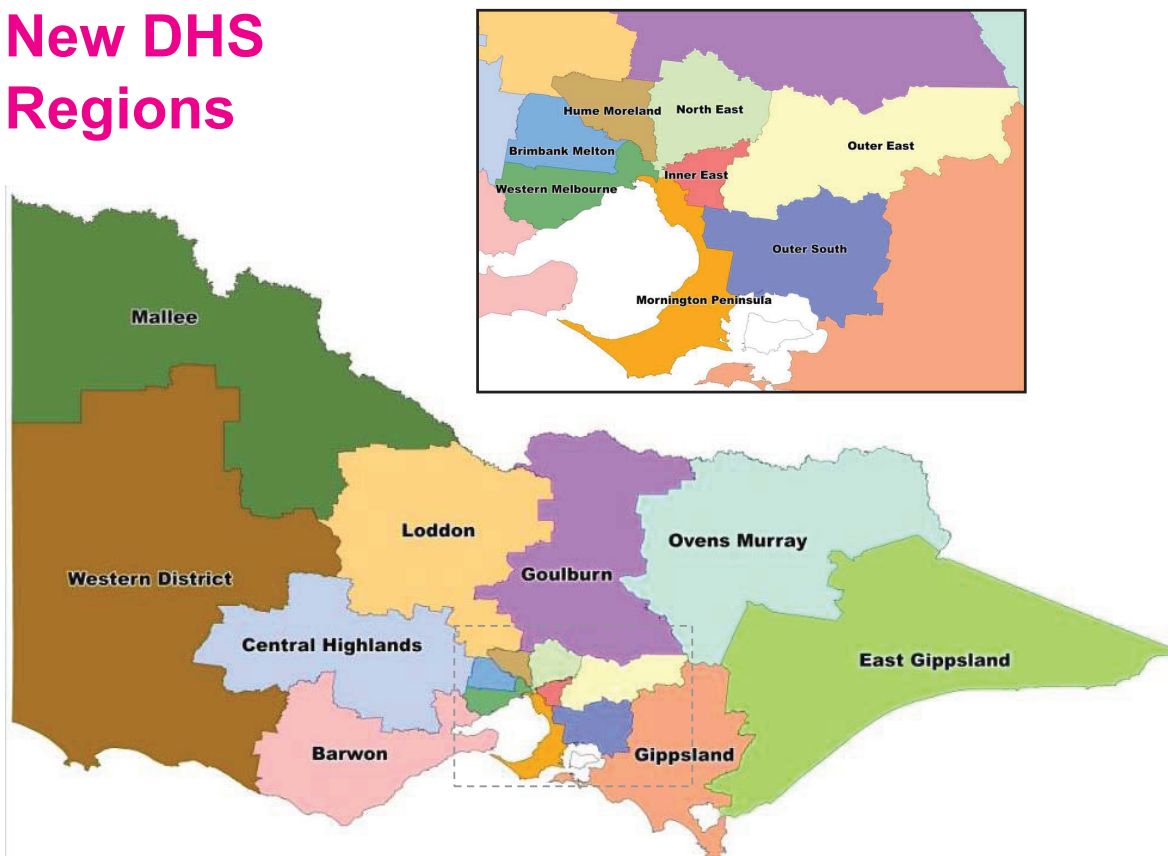 New DHS
Regions
Hume Moreland
North East
Brimbank Melton
Outer East
Inner East
Western Melbourne
Outer South
Mornington Peninsula
Mallee
Loddon
Ovens Murray
Western District
Goulburn
Central Highlands
East Gippsland
Barwon
Gippsland